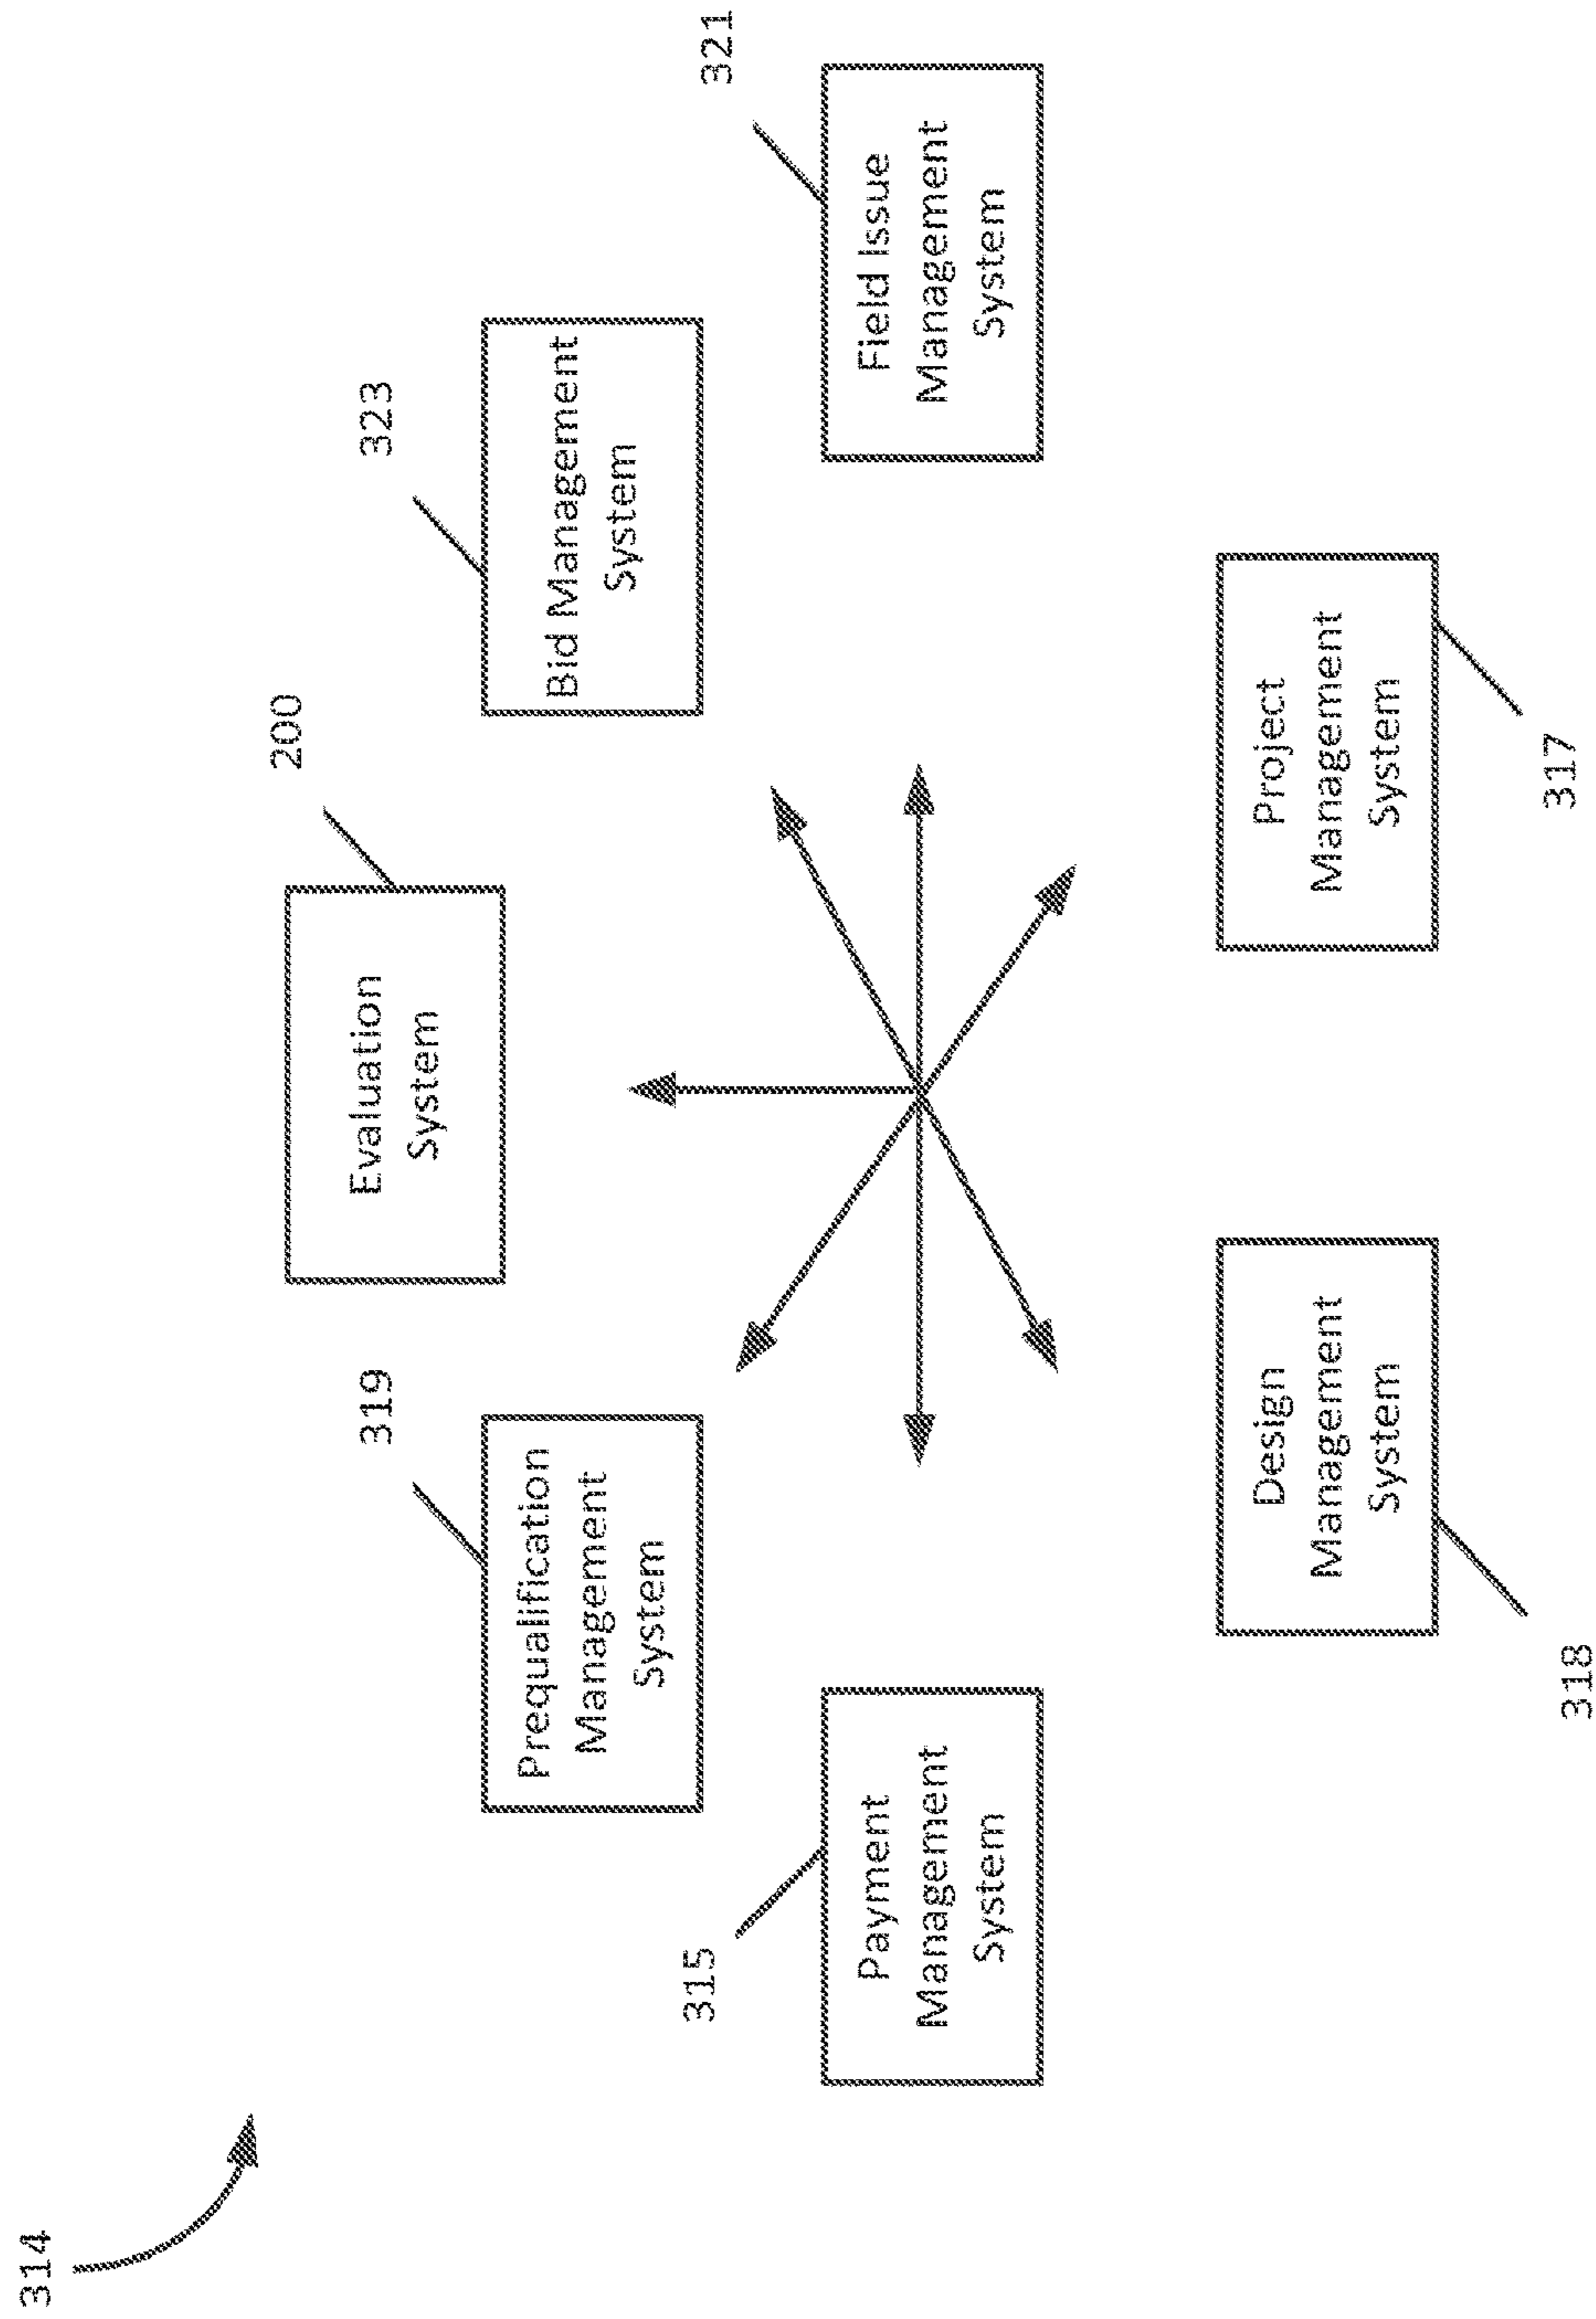 314
200
Evaluation
System
319
Prequalification
Management
System
323
Bid Management
System
315
Payment
Management
System
321
Field Issue
Management
System
318
Design
Management
System
317
Project
Management
System